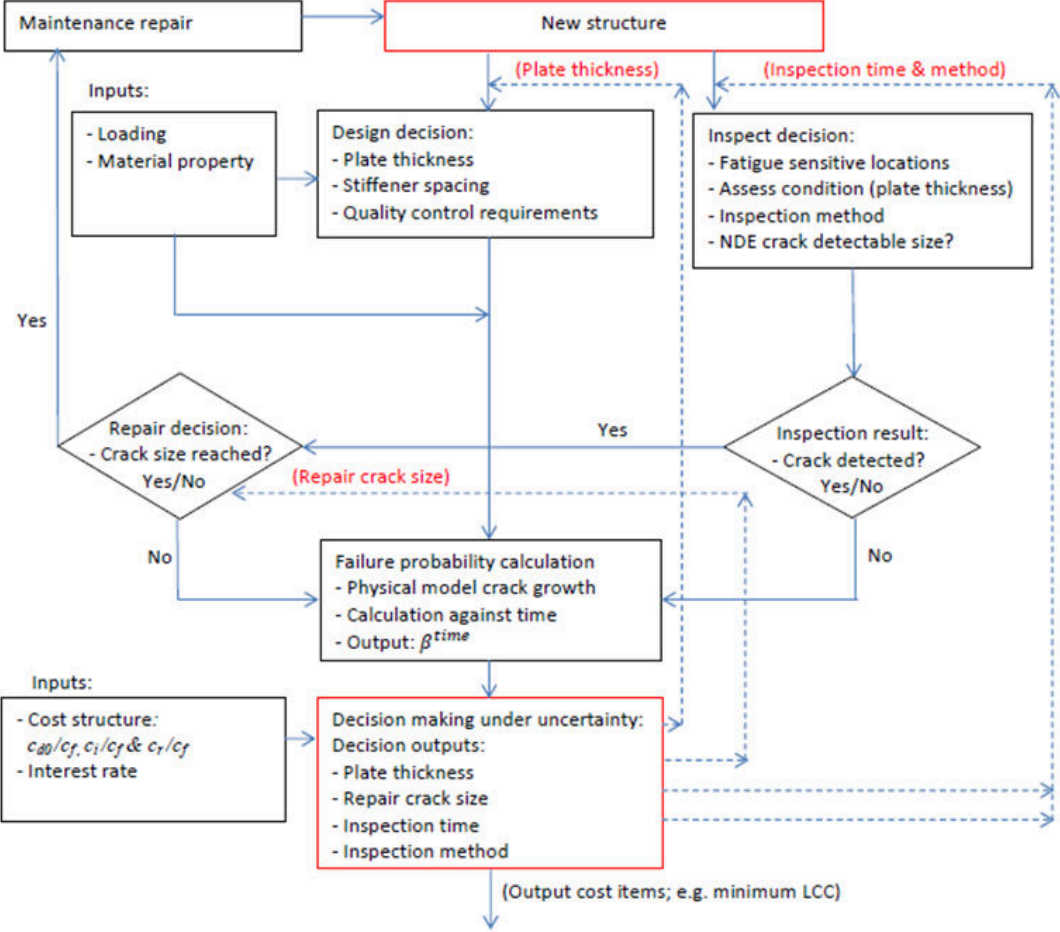 Maintenance repair
New structure
(Plate thickness)
(Inspection time & method)
Inputs:
- Loading
- Material property
Design decision:
- Plate thickness
- Stiffener spacing
- Quality control requirements
Inspect decision:
- Fatigue sensitive locations
- Assess condition (plate thickness)
- Inspection method
- NDE crack detectable size?
Yes
Repair decision:
- Crack size reached?
Yes/No
Yes
Inspection result:
- Crack detected?
Yes/No
(Repair crack size)
No
No
Failure probability calculation
- Physical model crack growth
- Calculation against time
- Output: β^time
Inputs:
- Cost structure:
c_d0/c_f, c_i/c_f & c_r/c_f
- Interest rate
Decision making under uncertainty:
Decision outputs:
- Plate thickness
- Repair crack size
- Inspection time
- Inspection method
(Output cost items; e.g. minimum LCC)